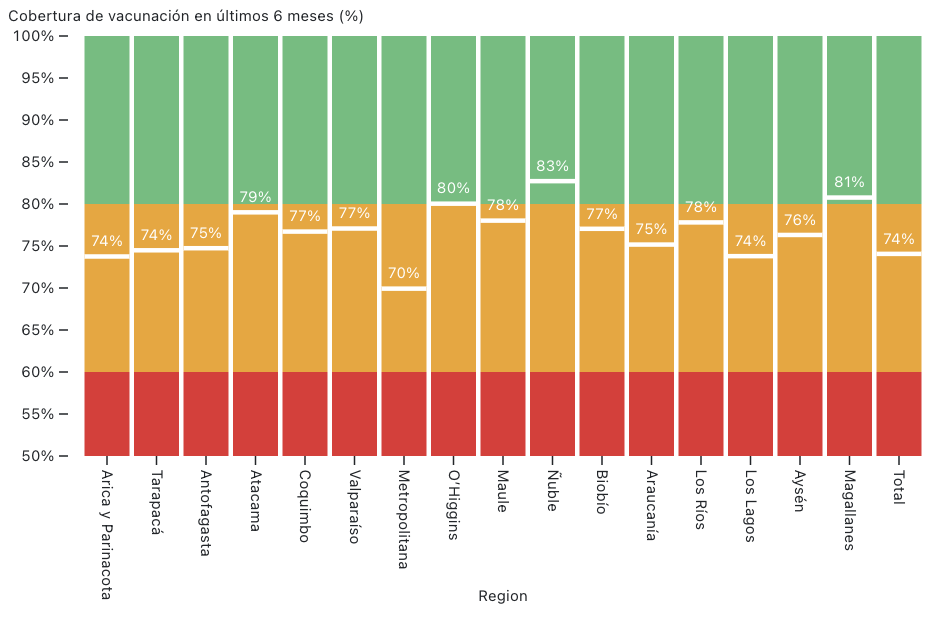 Cobertura de vacunación en últimos 6 meses (%)
100%
95%
90%
85%
80%
75%
70%
65%
60%
55%
50%
74%
74%
75%
79%
77%
77%
70%
80%
78%
83%
77%
75%
78%
74%
76%
81%
74%
Arica y Parinacota
Tarapacá
Antofagasta
Atacama
Coquimbo
Valparaíso
Metropolitana
O'Higgins
Maule
Ñuble
Biobío
Araucanía
Los Ríos
Los Lagos
Aysén
Magallanes
Total
Region